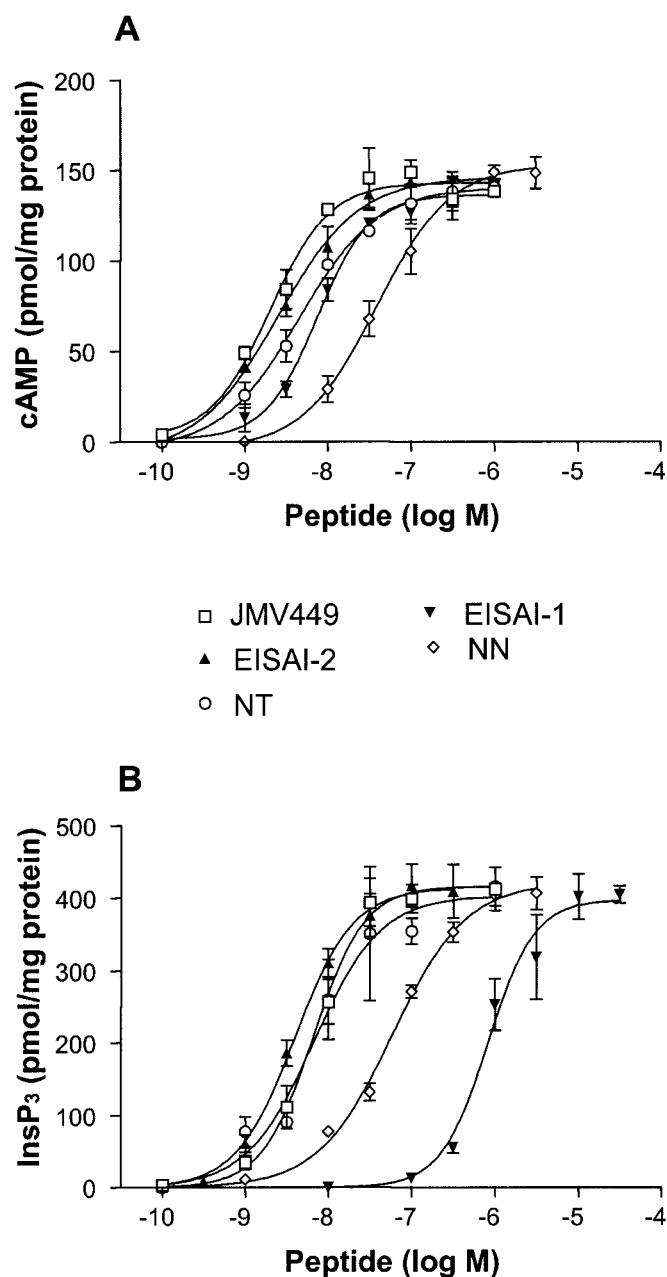 A
cAMP (pmol/mg protein)
200
150
100
50
0
-10 -9 -8 -7 -6 -5 -4
Peptide (log M)
JMV449
EISAI-1
EISAI-2
NN
NT
B
InsP3 (pmol/mg protein)
500
400
300
200
100
0
-10 -9 -8 -7 -6 -5 -4
Peptide (log M)